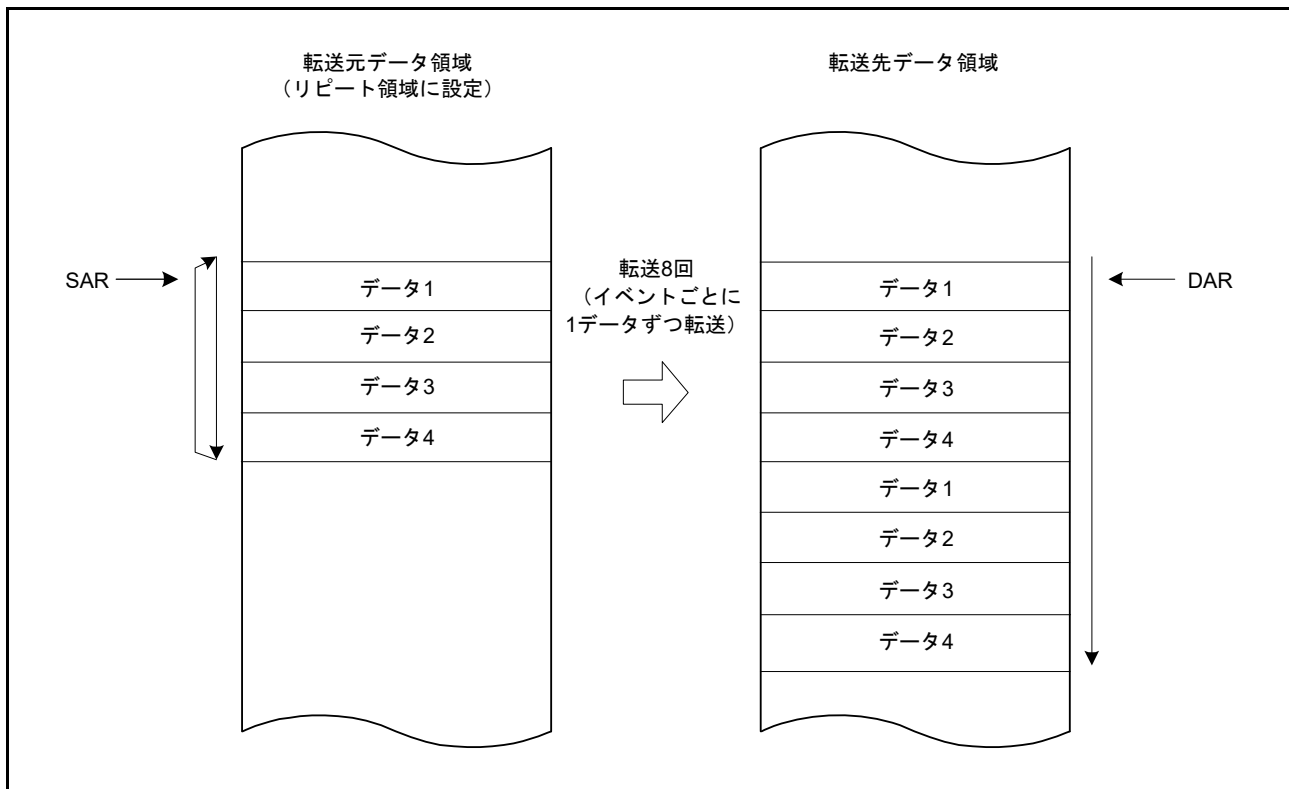 転送元データ領域
（リピート領域に設定）
転送先データ領域
SAR
データ1
データ2
データ3
データ4
転送8回
（イベントごとに
1データずつ転送）
データ1
データ2
データ3
データ4
データ1
データ2
データ3
データ4
DAR